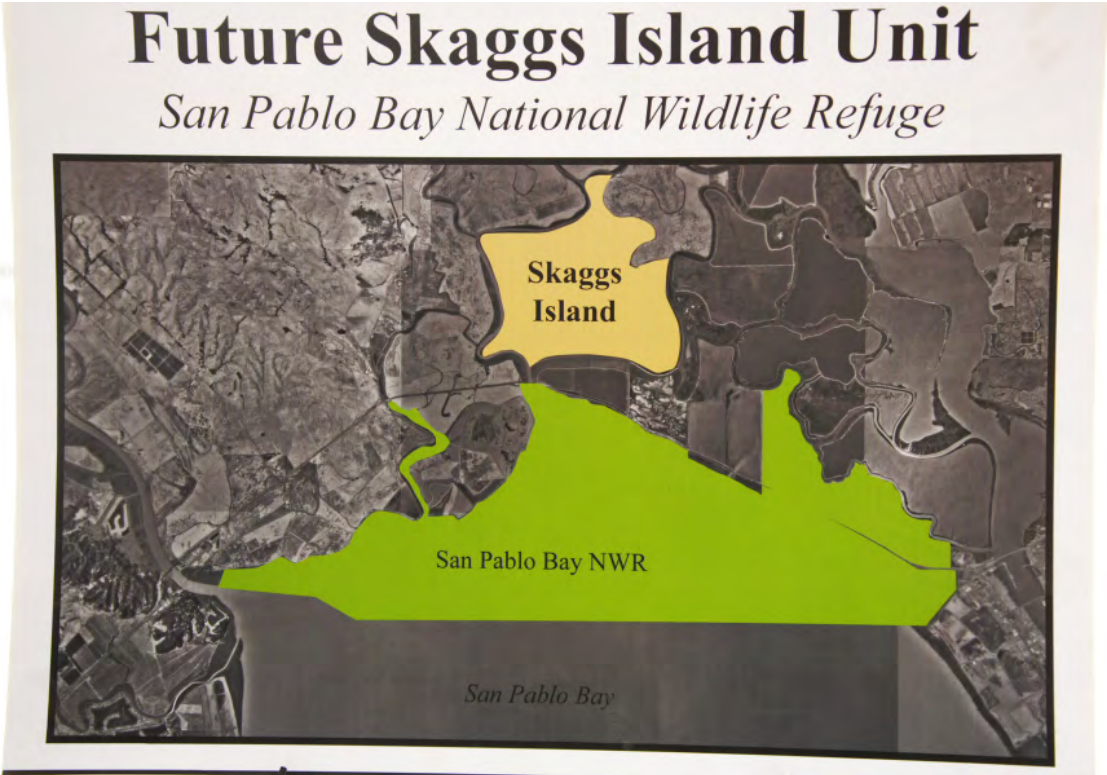 Future Skaggs Island Unit
San Pablo Bay National Wildlife Refuge
Skaggs
Island
San Pablo Bay NWR
San Pablo Bay